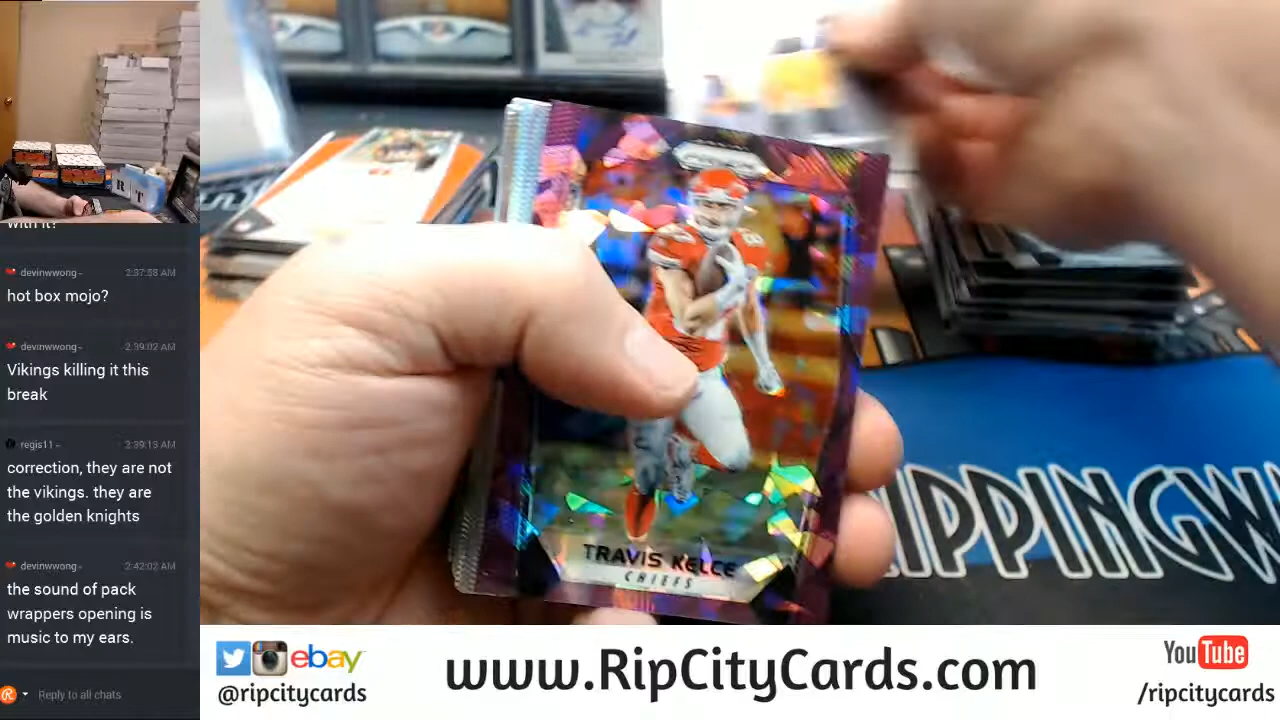 with it!
devinwwong-
2:37:58 AM
hot box mojo?
devinwwong-
2:39:02 AM
Vikings killing it this
break
regis11-
2:39:13 AM
correction, they are not
the vikings. they are
the golden knights
devinwwong-
2:42:02 AM
the sound of pack
wrappers opening is
music to my ears.
Reply to all chats
R T
PRIZM
TRAVIS KELCE
CHIEFS
IPPINGW
ebay
@ripcitycards
www.RipCityCards.com
YouTube
/ripcitycards